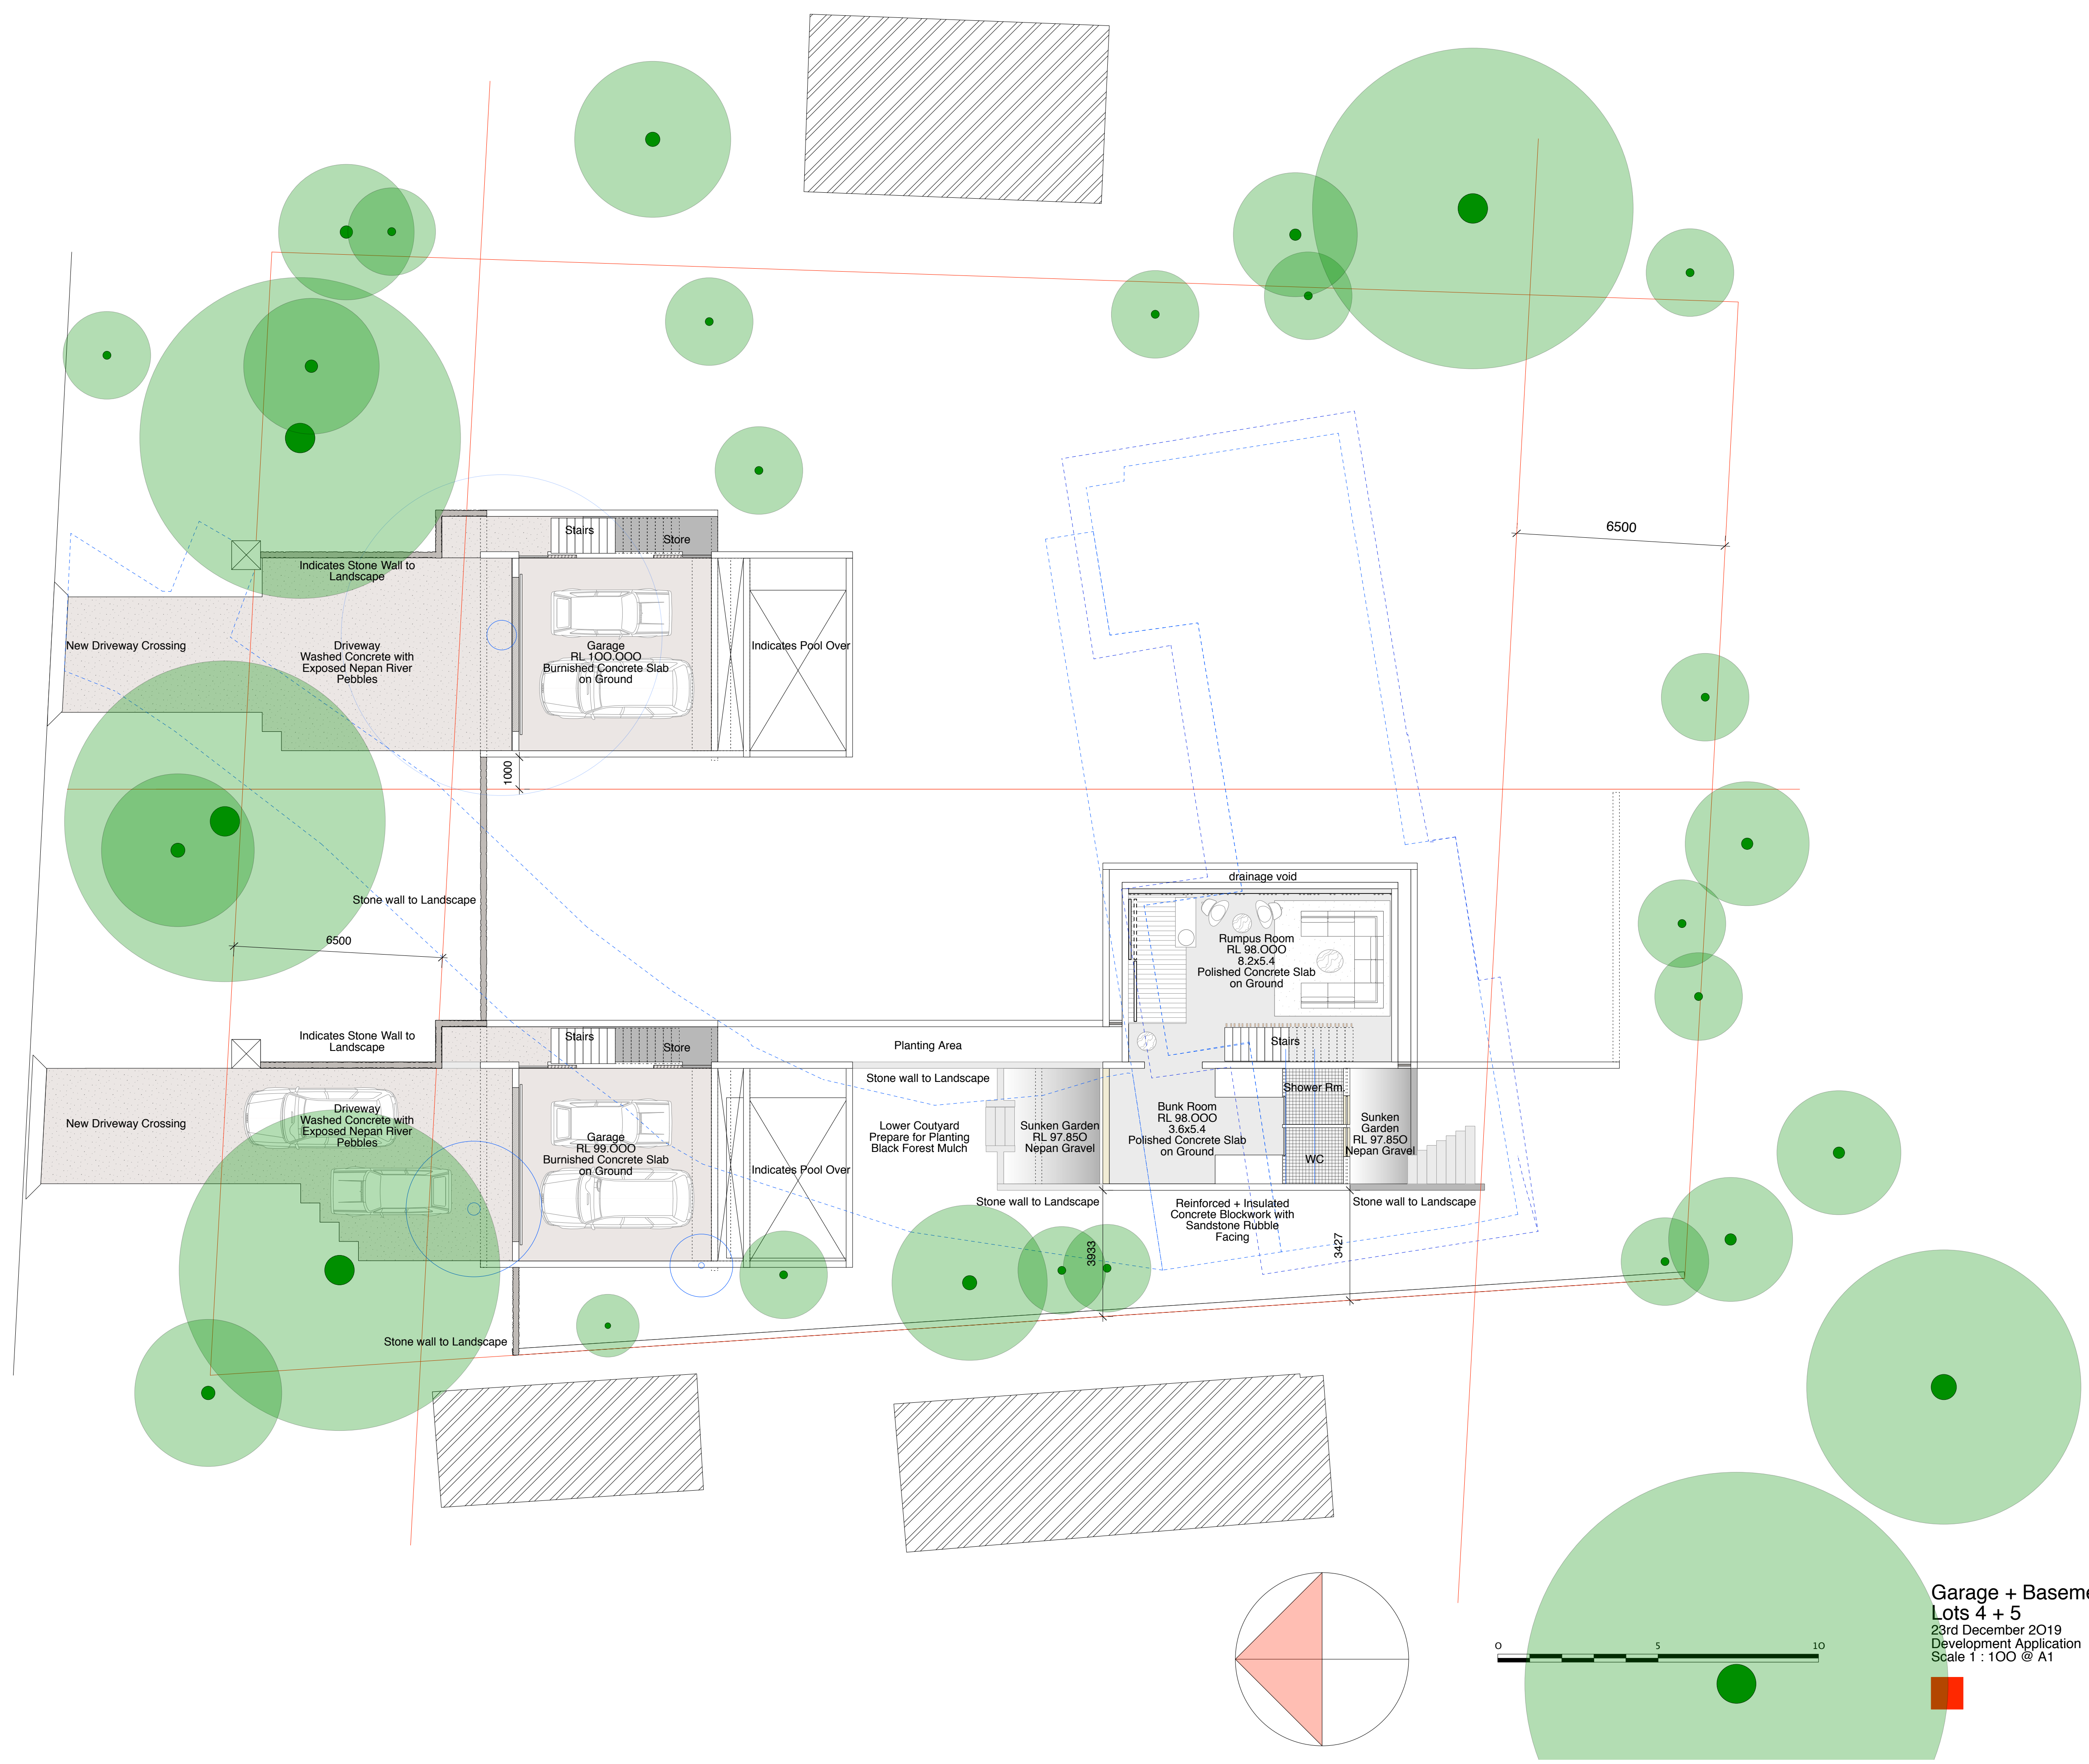 6500
Stairs
Store
Indicates Stone Wall to
Landscape
New Driveway Crossing
Driveway
Washed Concrete with
Exposed Nepan River
Pebbles
Garage
RL 100.000
Burnished Concrete Slab
on Ground
Indicates Pool Over
1000
Stone wall to Landscape
6500
drainage void
Rumpus Room
RL 98.000
8.2x5.4
Polished Concrete Slab
on Ground
Indicates Stone Wall to
Landscape
Stairs
Store
Planting Area
Stairs
Stone wall to Landscape
New Driveway Crossing
Driveway
Washed Concrete with
Exposed Nepan River
Pebbles
Garage
RL 99.000
Burnished Concrete Slab
on Ground
Indicates Pool Over
Lower Coutyard
Prepare for Planting
Black Forest Mulch
Sunken Garden
RL 97.850
Nepan Gravel
Bunk Room
RL 98.000
3.6x5.4
Polished Concrete Slab
on Ground
Shower Rm.
WC
Sunken
Garden
RL 97.850
Nepan Gravel
Stone wall to Landscape
Reinforced + Insulated
Concrete Blockwork with
Sandstone Rubble
Facing
Stone wall to Landscape
3933
3427
Stone wall to Landscape
0 5 10
Garage + Baseme
Lots 4 + 5
23rd December 2019
Development Application
Scale 1 : 100 @ A1